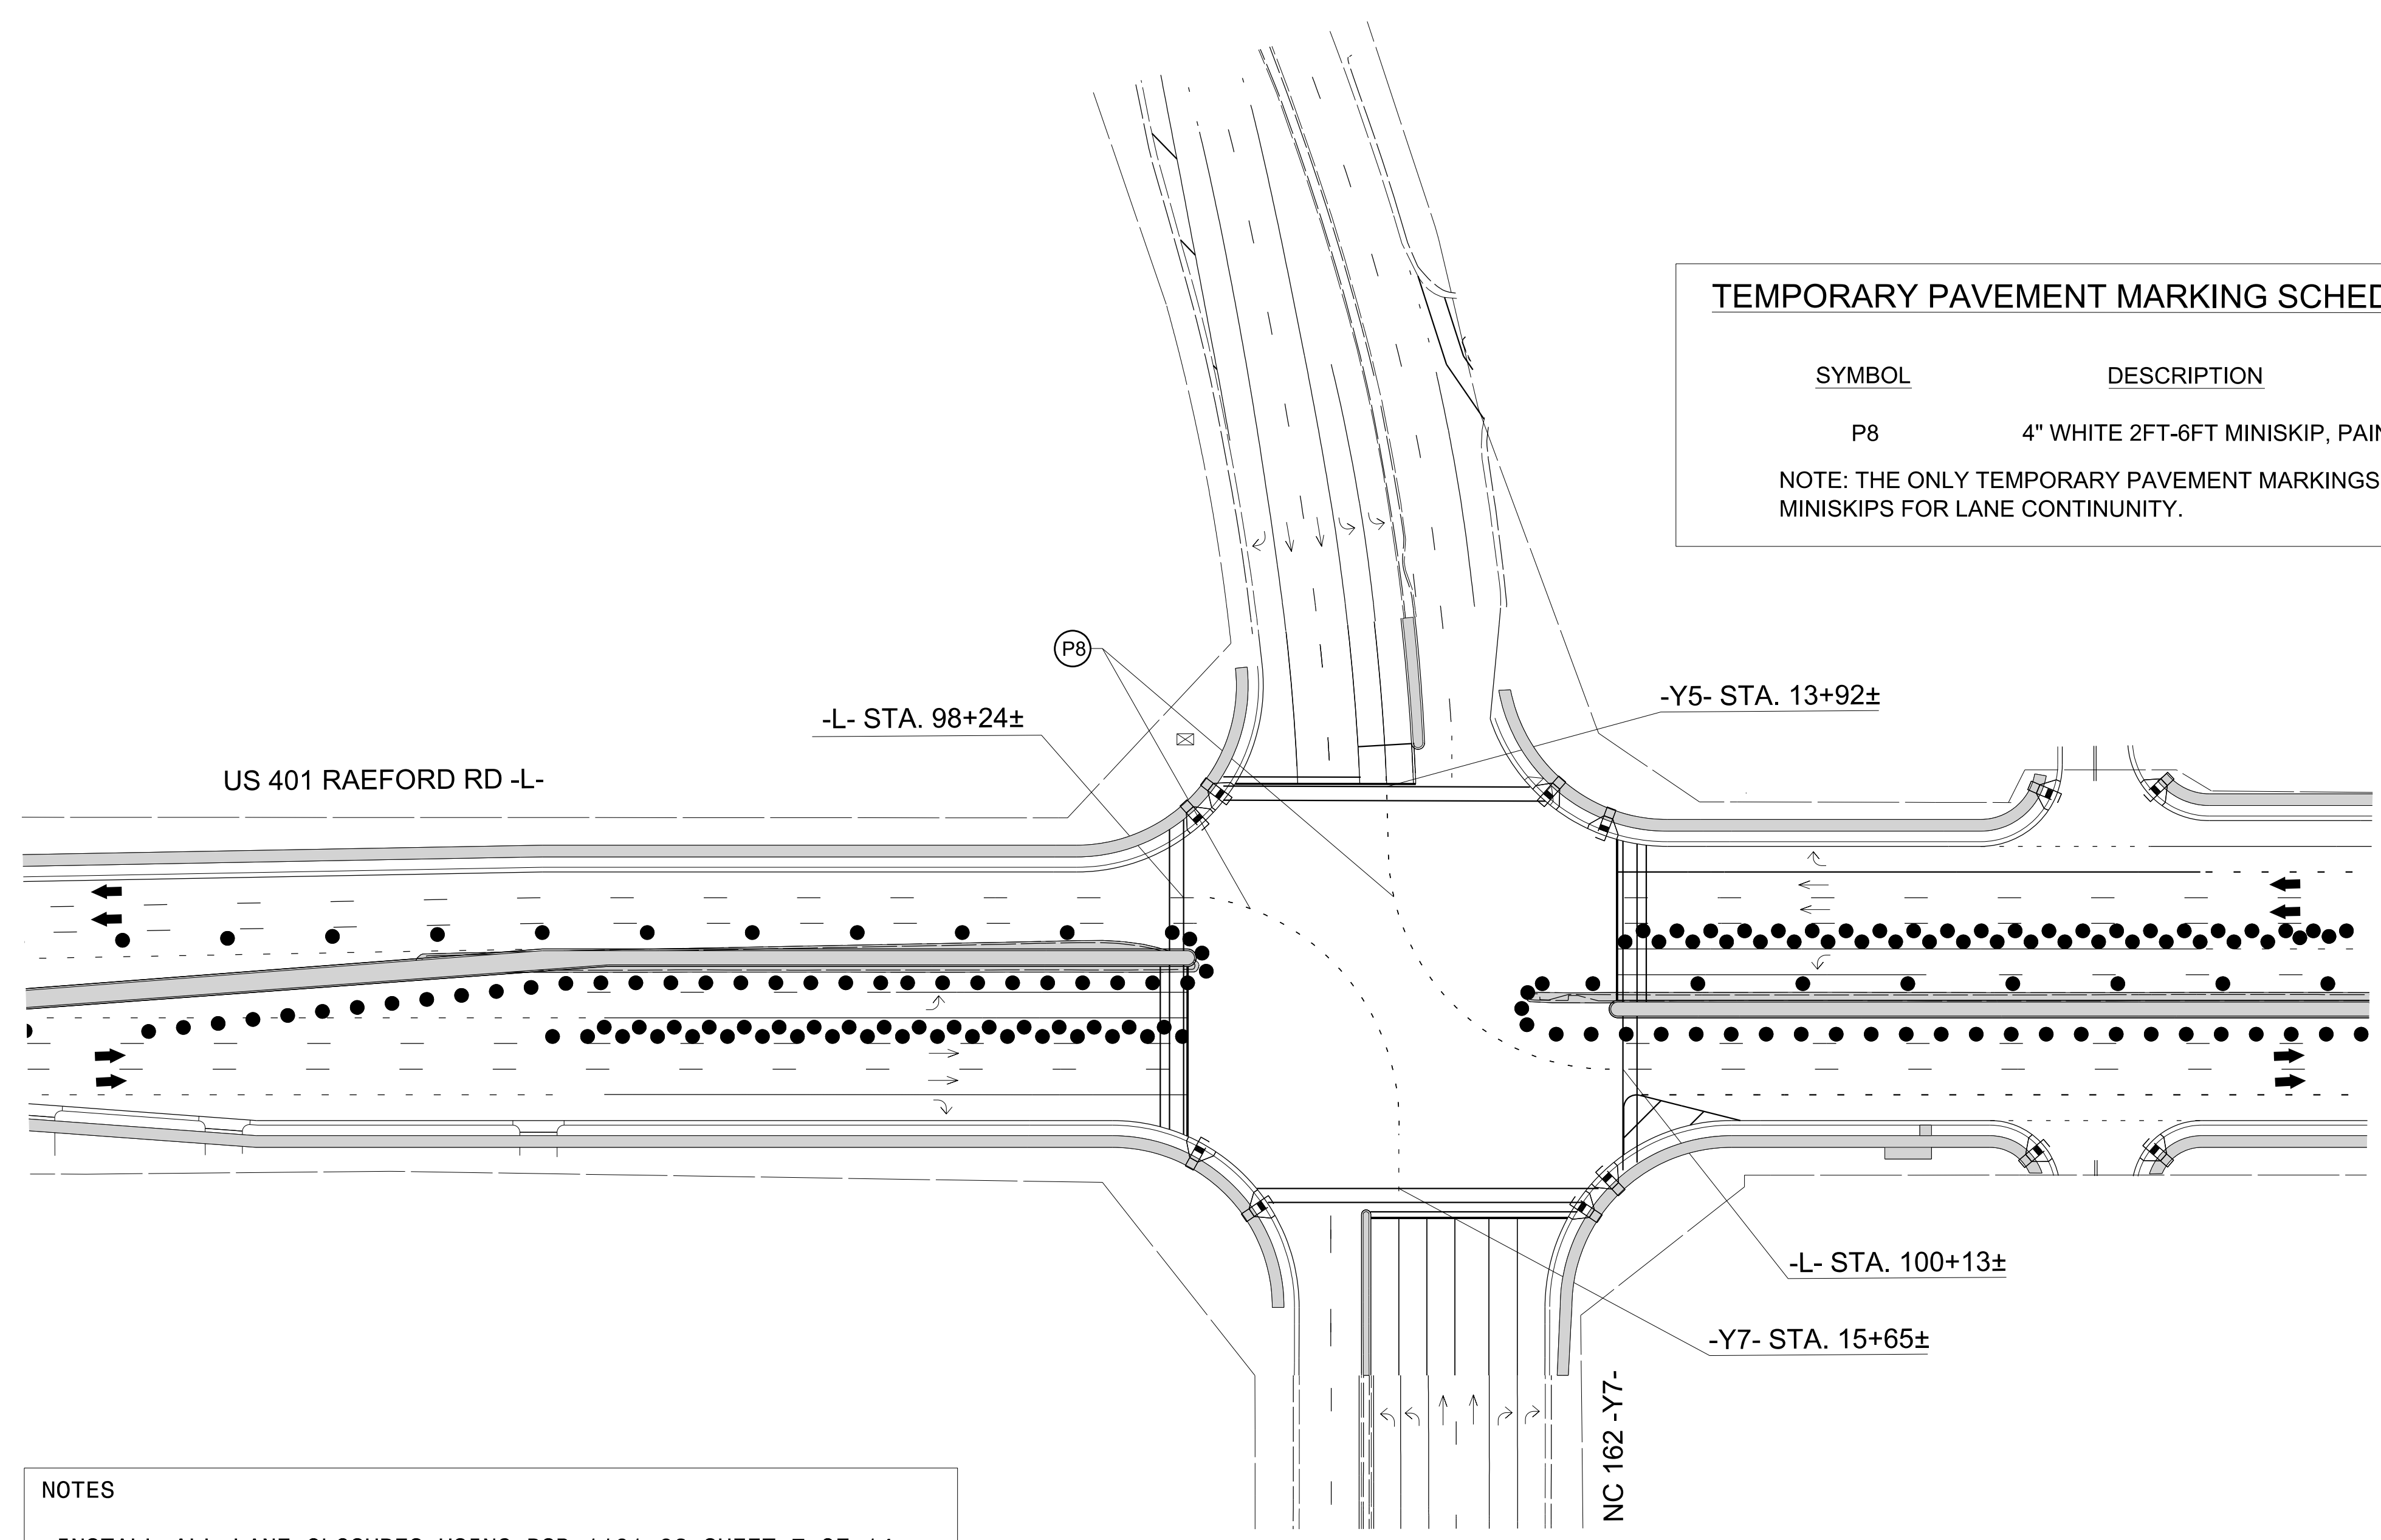 TEMPORARY PAVEMENT MARKING
SYMBOL DESCRIPTION
P8 4" WHITE 2FT-6FT MINISKIP,
NOTE: THE ONLY TEMPORARY PAVEMENT MARKINGS
MINISKIPS FOR LANE CONTINUNITY.
P8
-L- STA. 98+24±
-Y5- STA. 13+92±
US 401 RAEFORD RD -L-
-L- STA. 100+13±
-Y7- STA. 15+65±
NC 162 -Y7-
NOTES